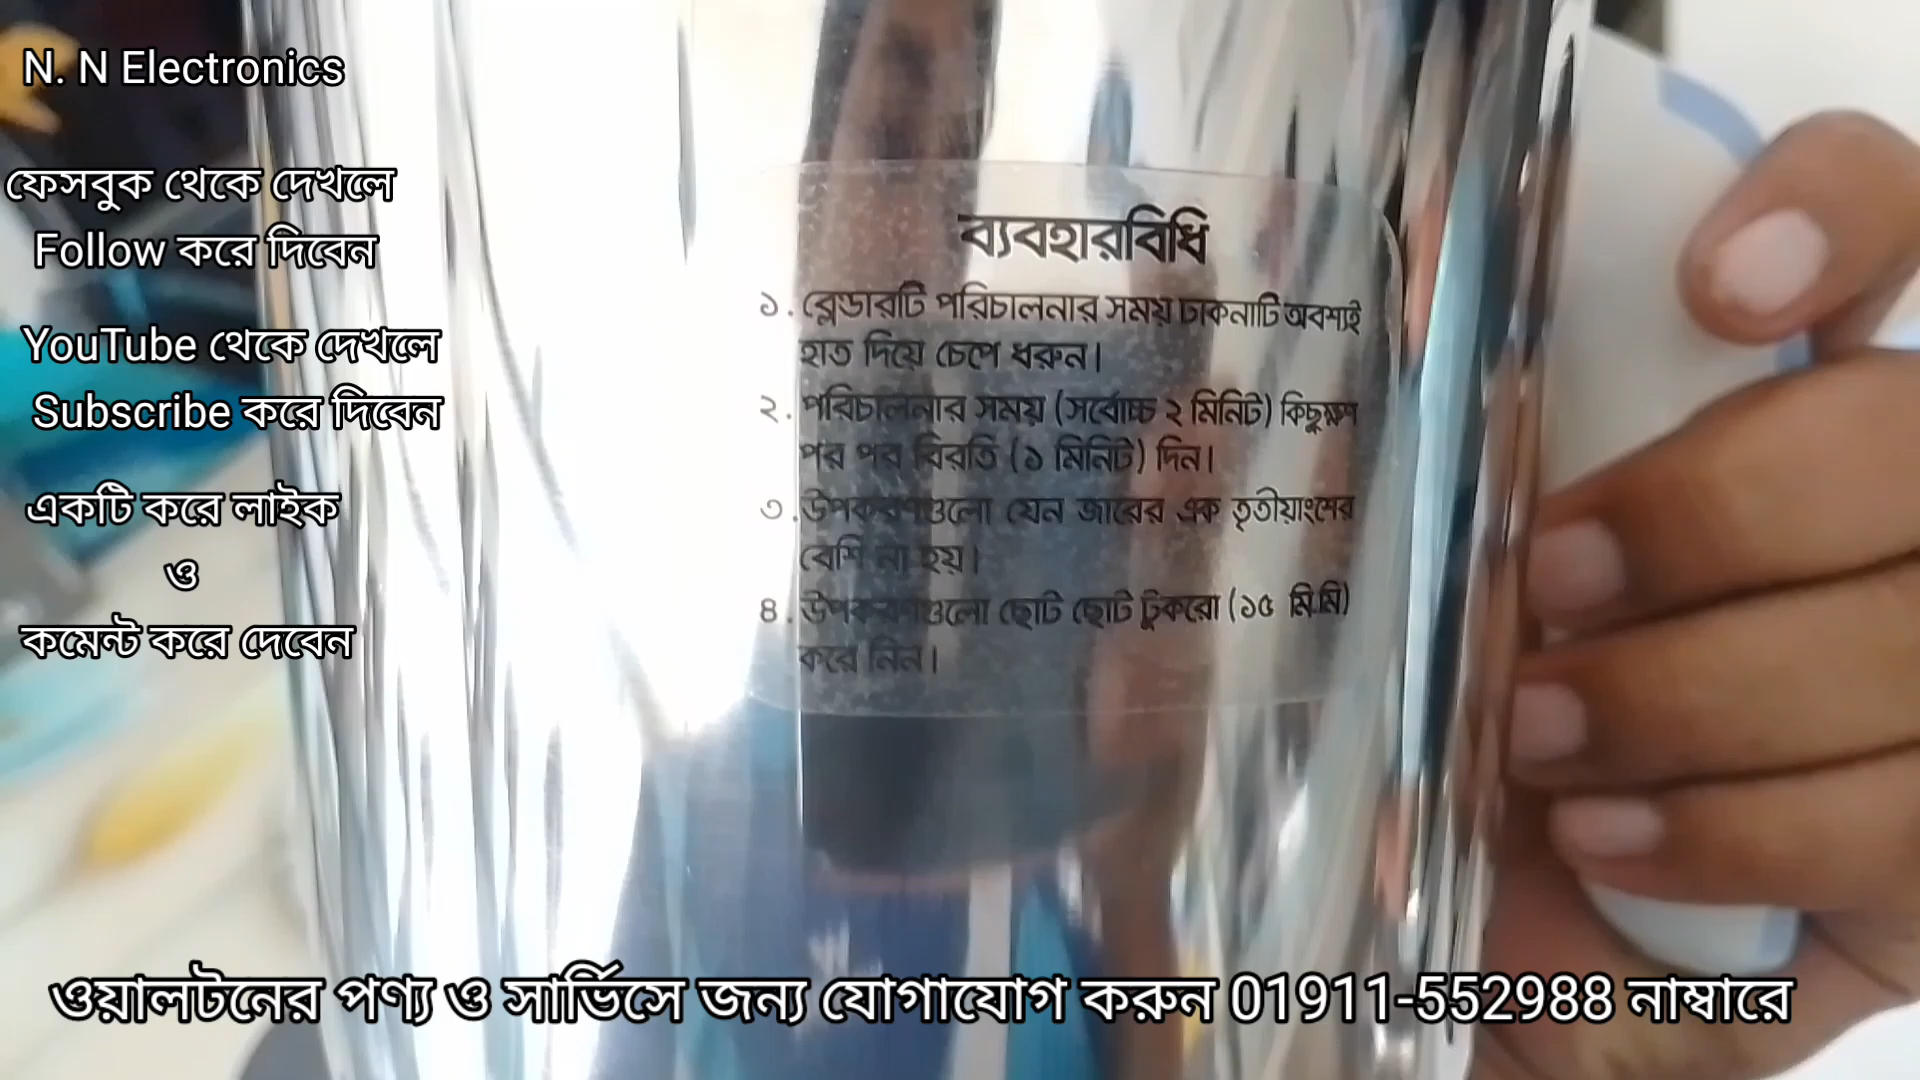 N. N Electronics
ফেসবুক থেকে দেখলে
Follow করে দিবেন
YouTube থেকে দেখলে
Subscribe করে দিবেন
একটি করে লাইক
ও
কমেন্ট করে দেবেন
ব্যবহারবিধি
১. ব্লেন্ডারটি পরিচালনার সময় ঢাকনাটি অবশ্যই
হাত দিয়ে চেপে ধরুন।
২. পরিচালনার সময় (সর্বোচ্চ ২ মিনিট) কিছুক্ষণ
পর পর বিরতি (১ মিনিট) দিন।
৩. উপকরণগুলো যেন জারের এক তৃতীয়াংশের
বেশি না হয়।
৪. উপকরণগুলো ছোট ছোট টুকরো (১৫ মি.মি)
করে নিন।
ওয়ালটনের পণ্য ও সার্ভিসে জন্য যোগাযোগ করুন 01911-552988 নাম্বারে